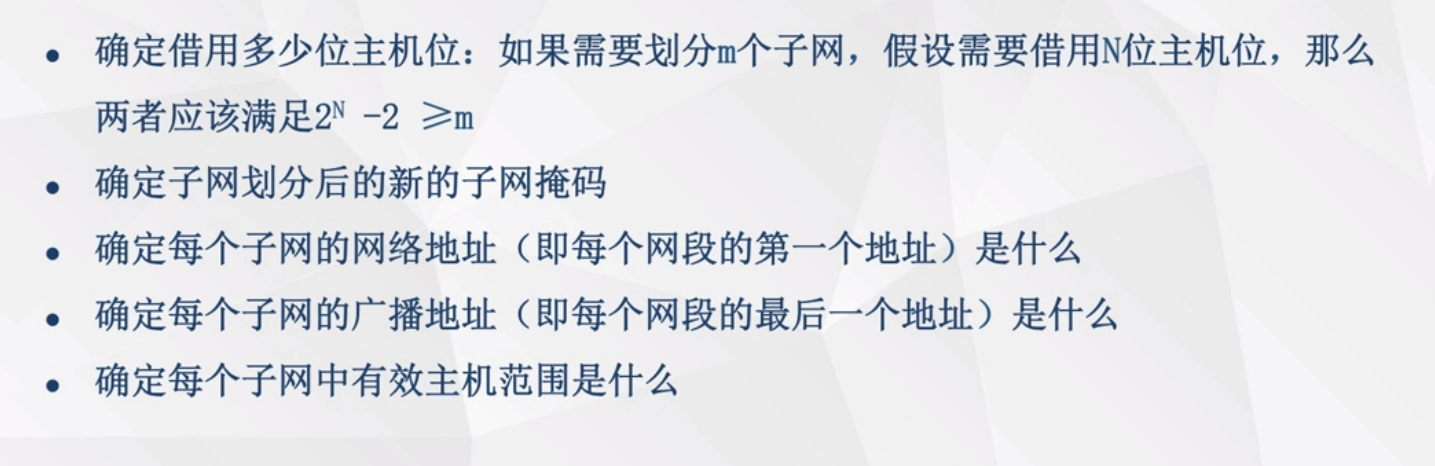 • 确定借用多少位主机位：如果需要划分m个子网，假设需要借用N位主机位，那么
两者应该满足2ᴺ -2 ≥m
• 确定子网划分后的新的子网掩码
• 确定每个子网的网络地址（即每个网段的第一个地址）是什么
• 确定每个子网的广播地址（即每个网段的最后一个地址）是什么
• 确定每个子网中有效主机范围是什么